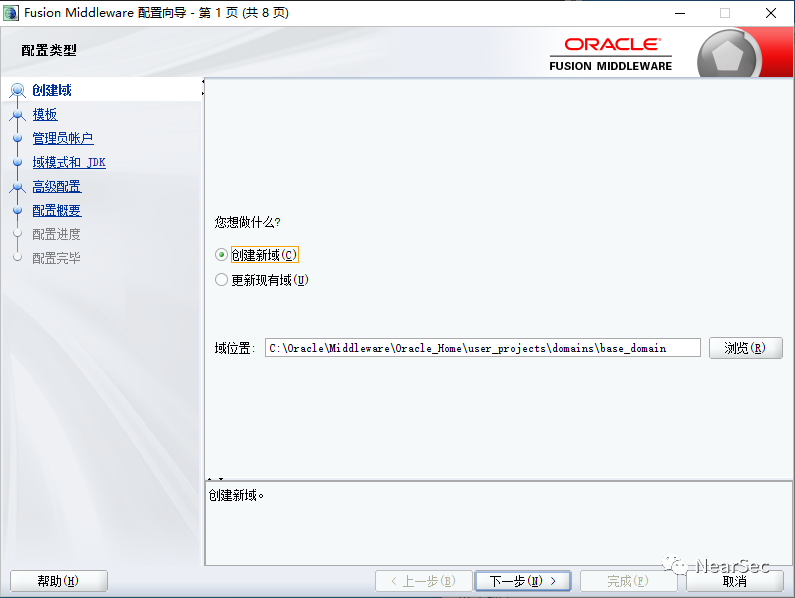 Fusion Middleware 配置向导 - 第 1 页 (共 8 页)
配置类型
ORACLE
FUSION MIDDLEWARE
创建域
模板
管理员帐户
域模式和 JDK
高级配置
配置概要
配置进度
配置完毕
您想做什么?
创建新域(C)
更新现有域(U)
域位置: C:\Oracle\Middleware\Oracle_Home\user_projects\domains\base_domain 浏览(R)
创建新域。
NearSec
帮助(H) < 上一步(B) 下一步(N) > 完成(F) 取消